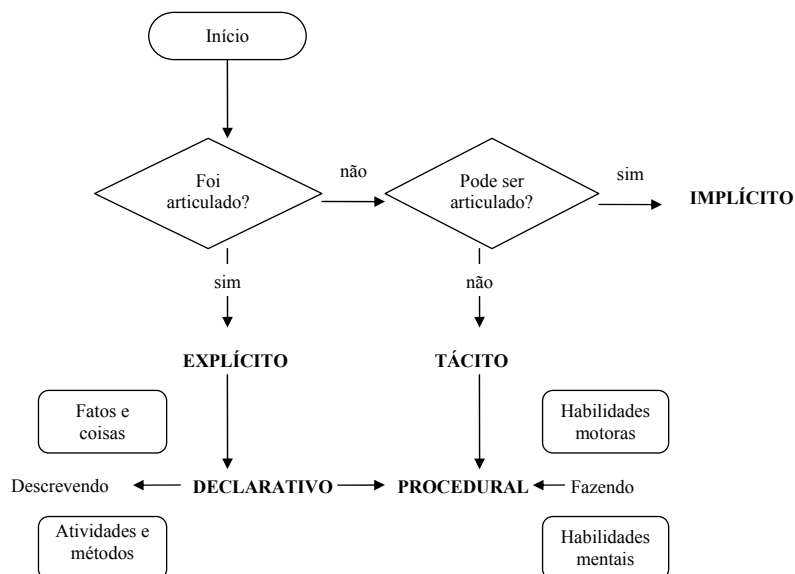 Início
Foi
articulado?
não
Pode ser
articulado?
sim
IMPLÍCITO
sim
não
EXPLÍCITO
TÁCITO
Fatos e
coisas
Habilidades
motoras
Descrevendo
DECLARATIVO
PROCEDURAL
Fazendo
Atividades e
métodos
Habilidades
mentais